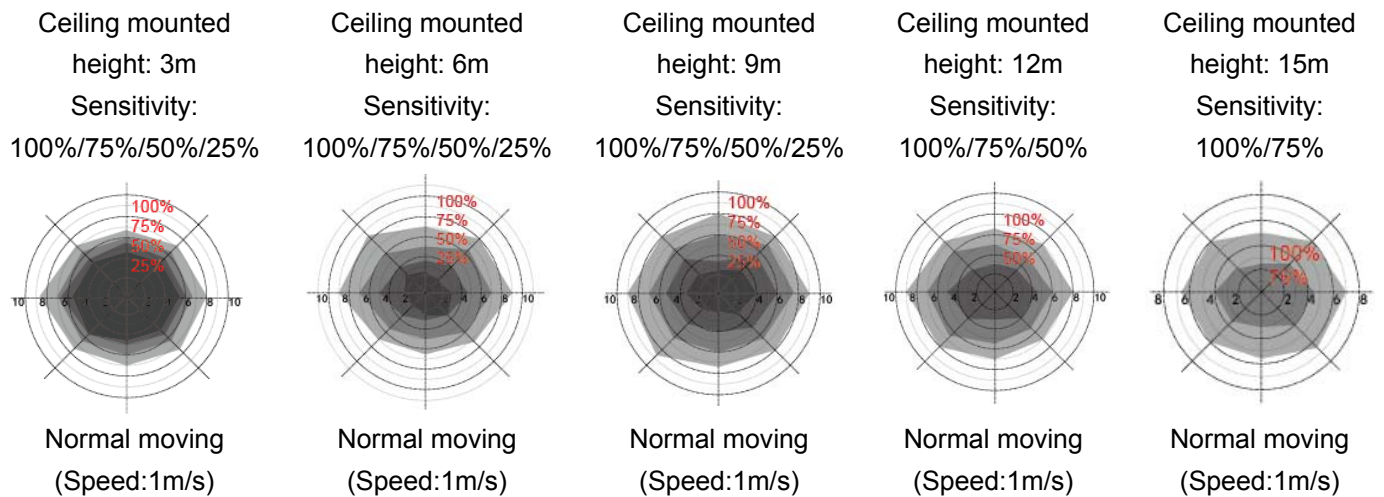 Ceiling mounted
height: 3m
Sensitivity:
100%/75%/50%/25%
100%
75%
50%
25%
10 8 6 4 2 2 4 6 8 10
Normal moving
(Speed:1m/s)
Ceiling mounted
height: 6m
Sensitivity:
100%/75%/50%/25%
100%
75%
50%
25%
10 8 6 4 2 2 4 6 8 10
Normal moving
(Speed:1m/s)
Ceiling mounted
height: 9m
Sensitivity:
100%/75%/50%/25%
100%
75%
50%
25%
10 8 6 4 2 2 4 6 8 10
Normal moving
(Speed:1m/s)
Ceiling mounted
height: 12m
Sensitivity:
100%/75%/50%
100%
75%
50%
10 8 6 4 2 2 4 6 8 10
Normal moving
(Speed:1m/s)
Ceiling mounted
height: 15m
Sensitivity:
100%/75%
100%
75%
8 6 4 2 2 4 6 8
Normal moving
(Speed:1m/s)